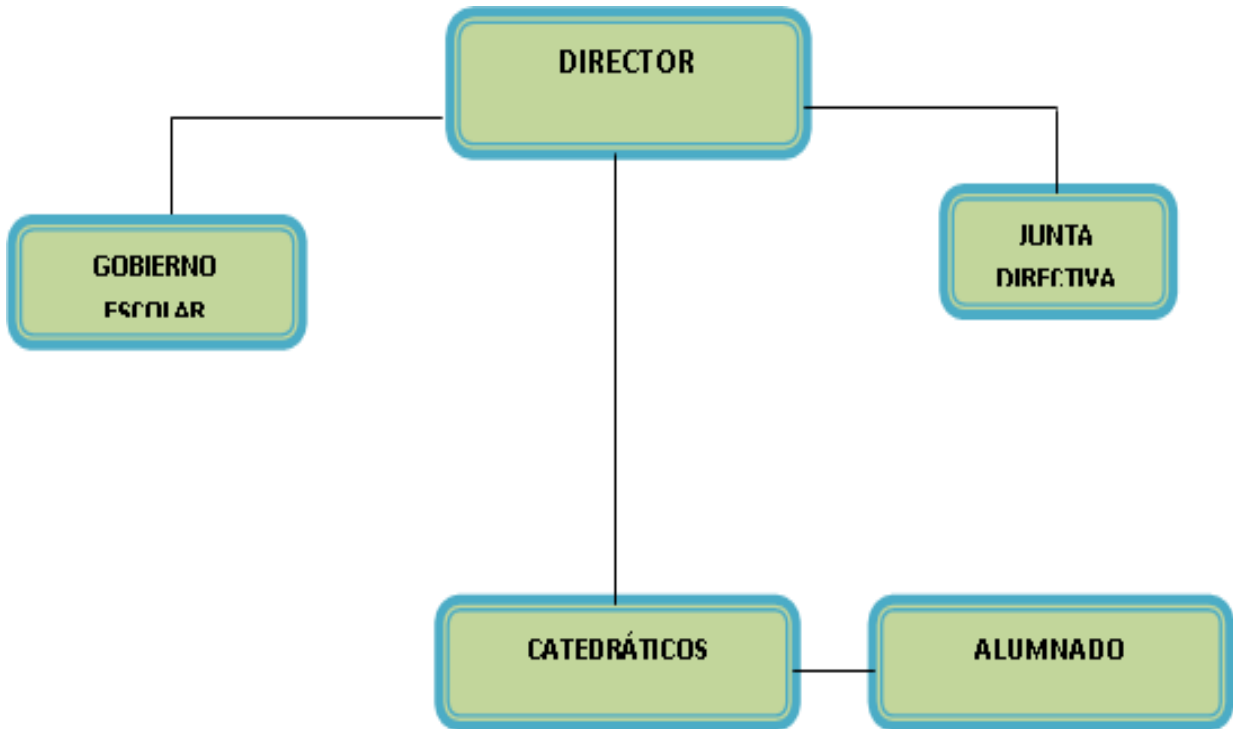 DIRECTOR
GOBIERNO
ESCOLAR
JUNTA
DIRECTIVA
CATEDRÁTICOS
ALUMNADO